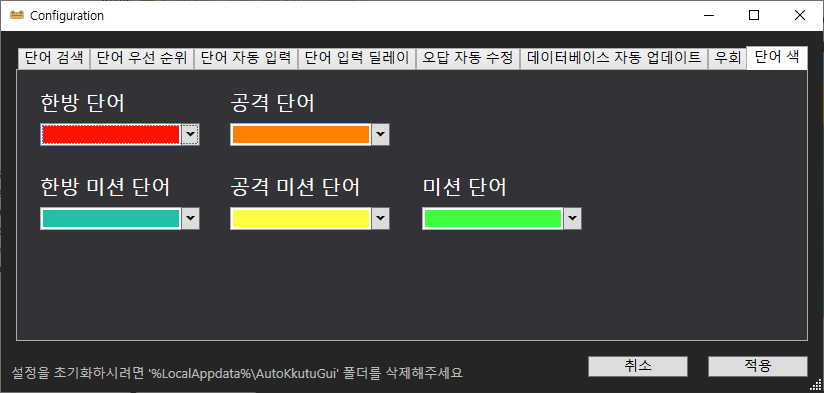 Configuration
단어 검색 단어 우선 순위 단어 자동 입력 단어 입력 딜레이 오답 자동 수정 데이터베이스 자동 업데이트 우회 단어 색
한방 단어 공격 단어
한방 미션 단어 공격 미션 단어 미션 단어
설정을 초기화하시려면 '%LocalAppdata%\AutoKkutuGui' 폴더를 삭제해주세요 취소 적용